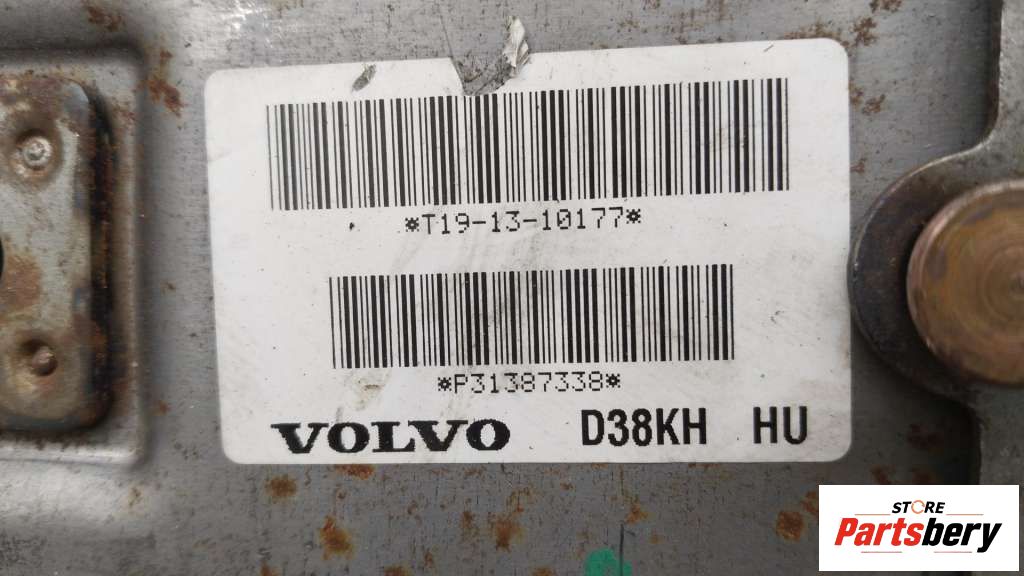 *T19-13-10177*
*P31387338*
VOLVO D38KH HU
STORE
Partsbery